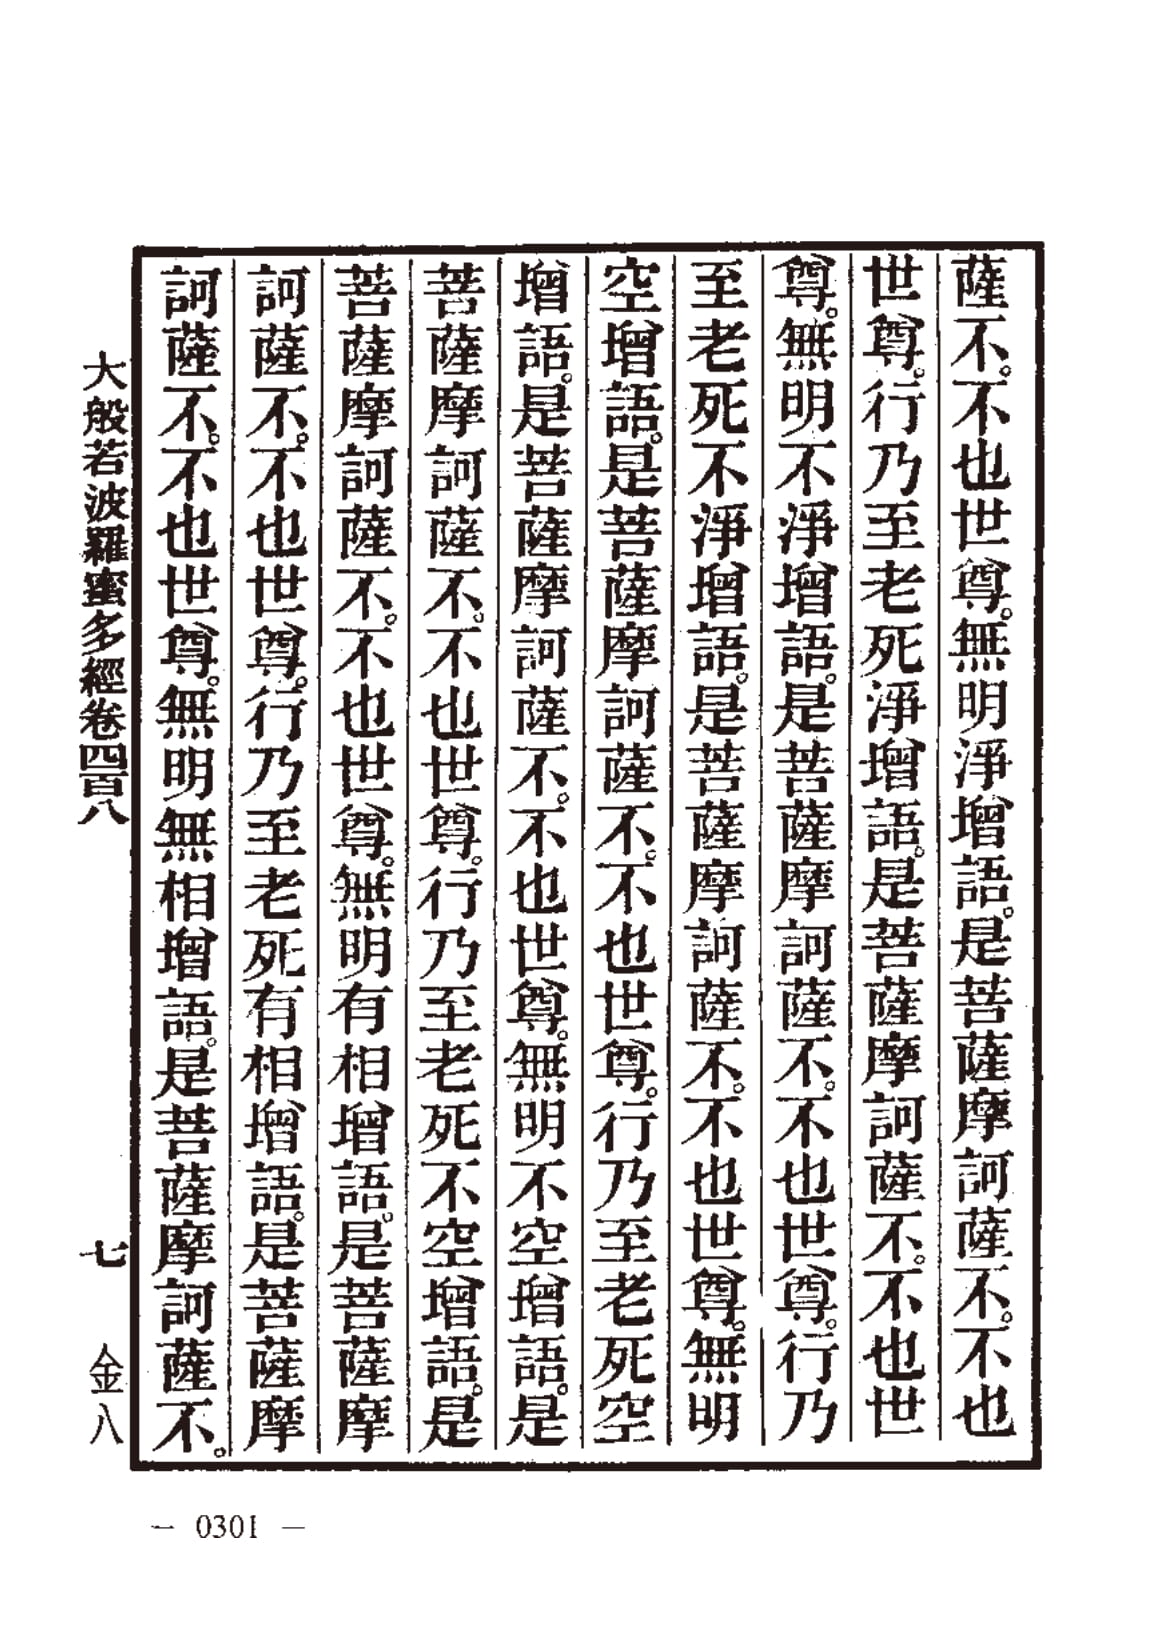 薩不。不也世尊。無明淨增語。是菩薩摩訶薩不。不也
世尊。行乃至老死淨增語。是菩薩摩訶薩不。不也世
尊。無明不淨增語。是菩薩摩訶薩不。不也世尊。行乃
至老死不淨增語。是菩薩摩訶薩不。不也世尊。無明
空增語。是菩薩摩訶薩不。不也世尊。行乃至老死空
增語。是菩薩摩訶薩不。不也世尊。無明不空增語。是
菩薩摩訶薩不。不也世尊。行乃至老死不空增語。是
菩薩摩訶薩不。不也世尊。無明有相增語。是菩薩摩
訶薩不。不也世尊。行乃至老死有相增語。是菩薩摩
訶薩不。不也世尊。無明無相增語。是菩薩摩訶薩不。
大般若波羅蜜多經卷四百八 七 金八
— 0301 —